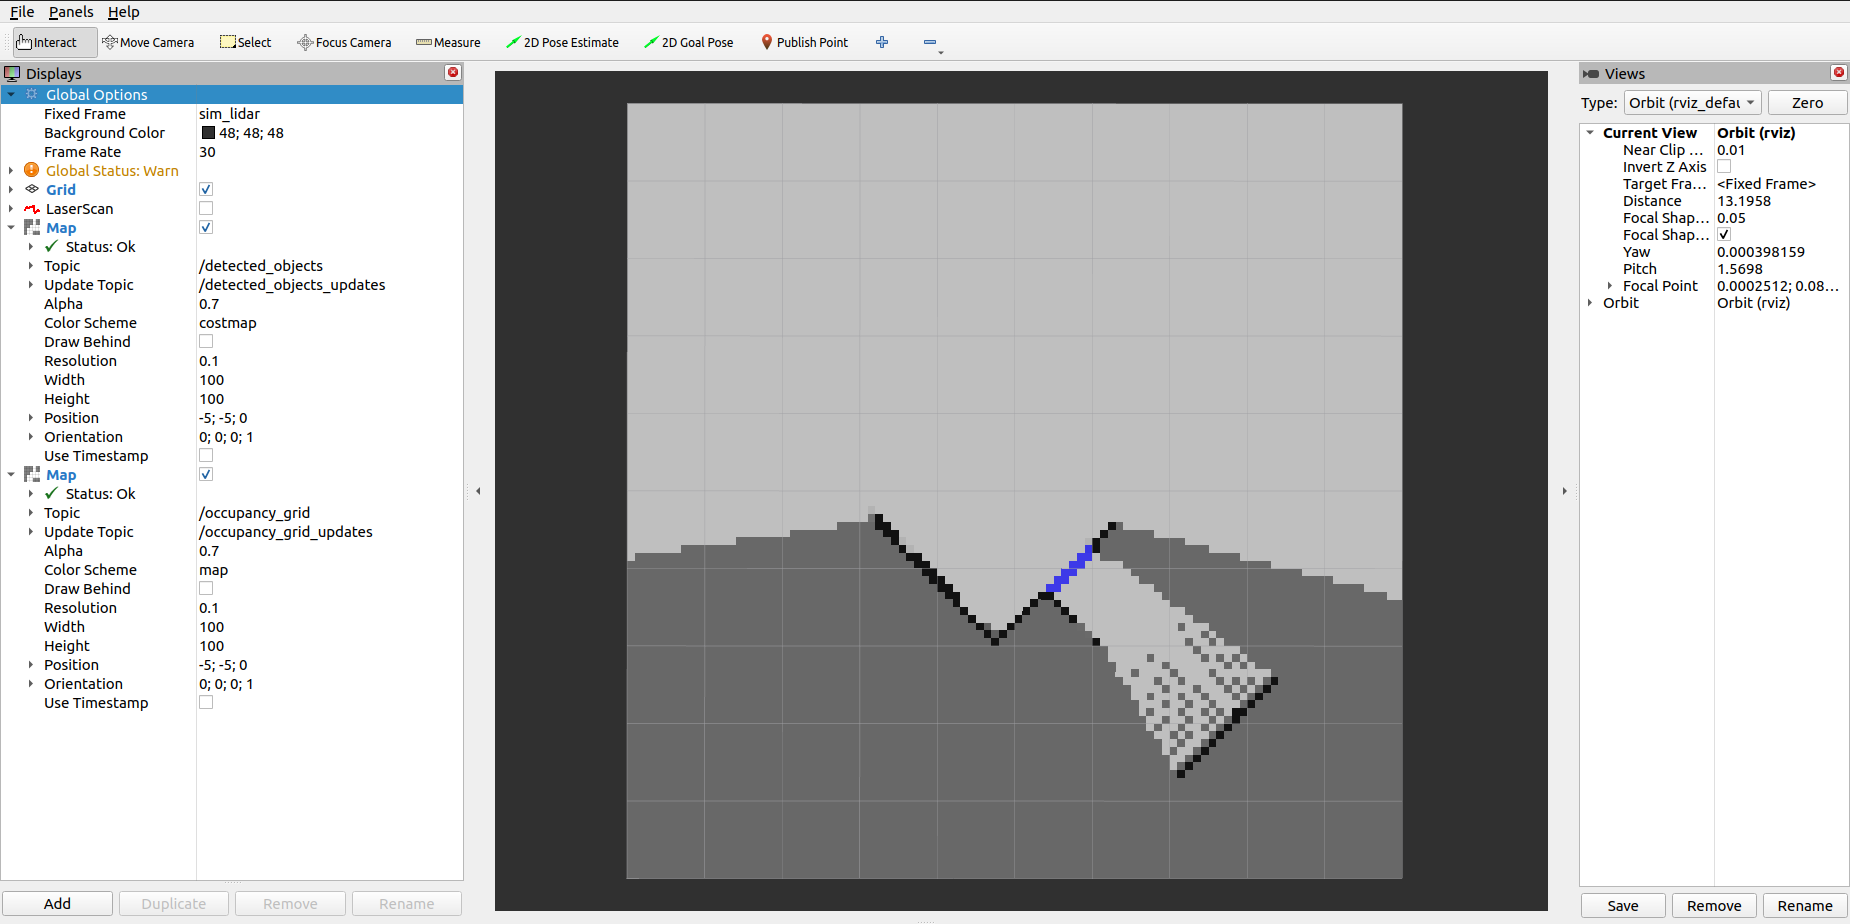 File Panels Help
Interact Move Camera Select Focus Camera Measure 2D Pose Estimate 2D Goal Pose Publish Point
Displays
Global Options
Fixed Frame sim_lidar
Background Color 48; 48; 48
Frame Rate 30
Global Status: Warn
Grid
LaserScan
Map
Status: Ok
Topic /detected_objects
Update Topic /detected_objects_updates
Alpha 0.7
Color Scheme costmap
Draw Behind
Resolution 0.1
Width 100
Height 100
Position -5; -5; 0
Orientation 0; 0; 0; 1
Use Timestamp
Map
Status: Ok
Topic /occupancy_grid
Update Topic /occupancy_grid_updates
Alpha 0.7
Color Scheme map
Draw Behind
Resolution 0.1
Width 100
Height 100
Position -5; -5; 0
Orientation 0; 0; 0; 1
Use Timestamp
Add Duplicate Remove Rename
Views
Type: Orbit (rviz_defau Zero
Current View Orbit (rviz)
Near Clip ... 0.01
Invert Z Axis
Target Fra... <Fixed Frame>
Distance 13.1958
Focal Shap... 0.05
Focal Shap...
Yaw 0.000398159
Pitch 1.5698
Focal Point 0.0002512; 0.08...
Orbit Orbit (rviz)
Save Remove Rename